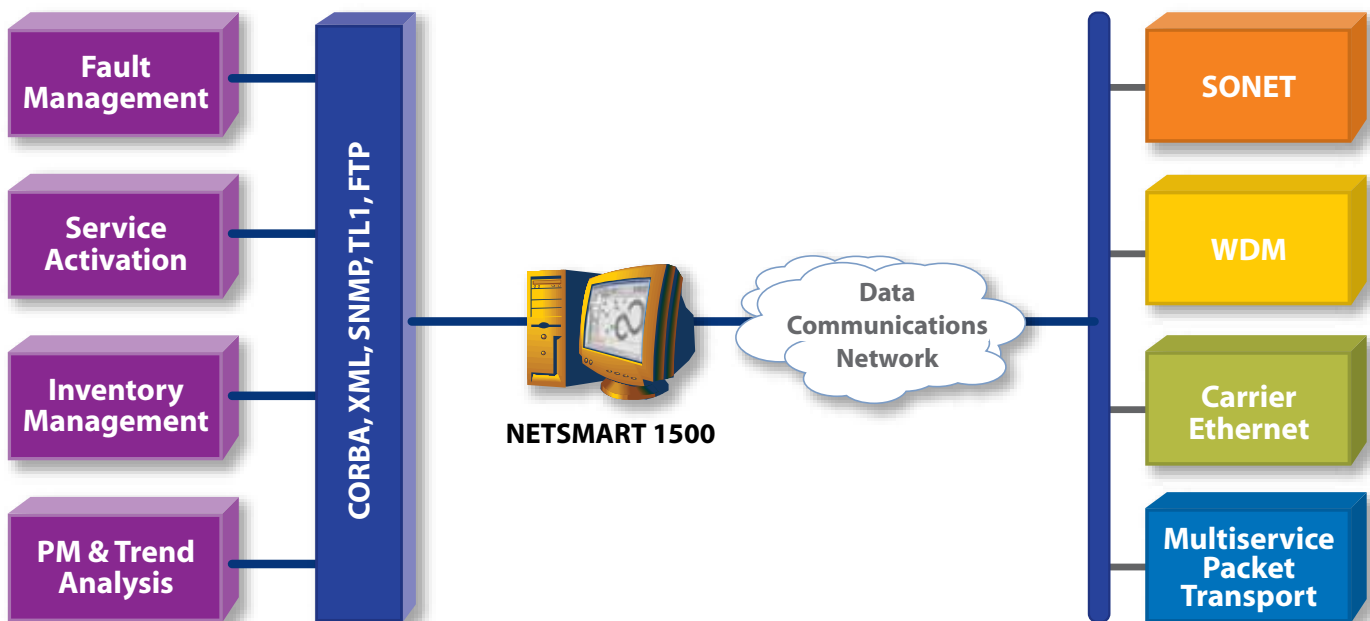 Fault
Management
Service
Activation
Inventory
Management
PM & Trend
Analysis
CORBA, XML, SNMP, TL1, FTP
NETSMART 1500
Data
Communications
Network
SONET
WDM
Carrier
Ethernet
Multiservice
Packet
Transport